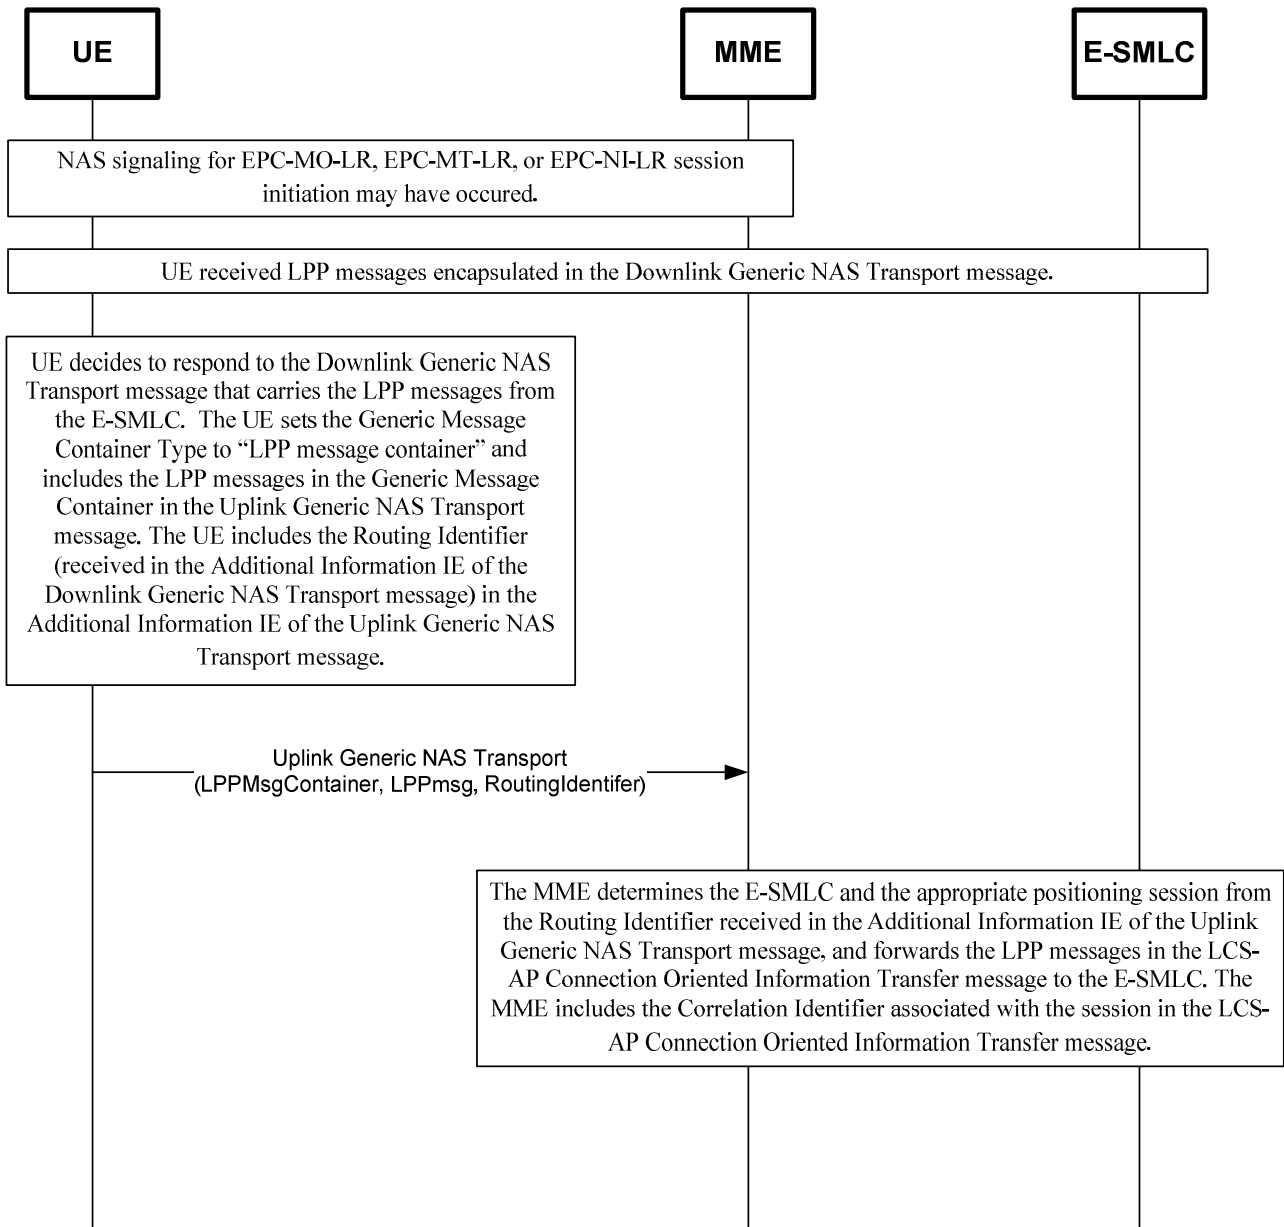 UE
MME
E-SMLC
NAS signaling for EPC-MO-LR, EPC-MT-LR, or EPC-NI-LR session
initiation may have occured.
UE received LPP messages encapsulated in the Downlink Generic NAS Transport message.
UE decides to respond to the Downlink Generic NAS
Transport message that carries the LPP messages from
the E-SMLC.  The UE sets the Generic Message
Container Type to “LPP message container” and
includes the LPP messages in the Generic Message
Container in the Uplink Generic NAS Transport
message. The UE includes the Routing Identifier
(received in the Additional Information IE of the
Downlink Generic NAS Transport message) in the
Additional Information IE of the Uplink Generic NAS
Transport message.
Uplink Generic NAS Transport
(LPPMsgContainer, LPPmsg, RoutingIdentifer)
The MME determines the E-SMLC and the appropriate positioning session from
the Routing Identifier received in the Additional Information IE of the Uplink
Generic NAS Transport message, and forwards the LPP messages in the LCS-
AP Connection Oriented Information Transfer message to the E-SMLC. The
MME includes the Correlation Identifier associated with the session in the LCS-
AP Connection Oriented Information Transfer message.